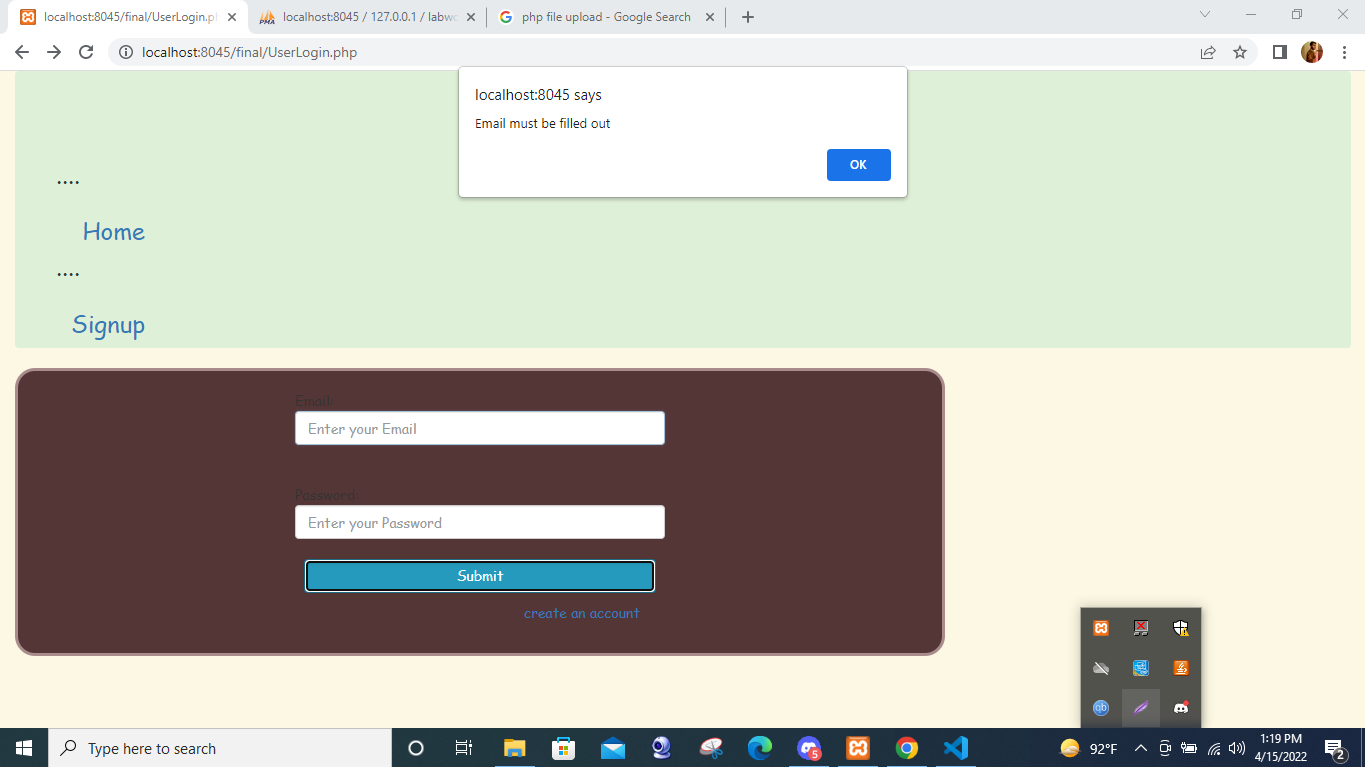 localhost:8045/final/UserLogin.p
localhost:8045 / 127.0.0.1 / labw
php file upload - Google Search
localhost:8045/final/UserLogin.php
localhost:8045 says
Email must be filled out
OK
....
Home
....
Signup
Email:
Enter your Email
Password:
Enter your Password
Submit
create an account
Type here to search
5
92°F
1:19 PM
4/15/2022
2